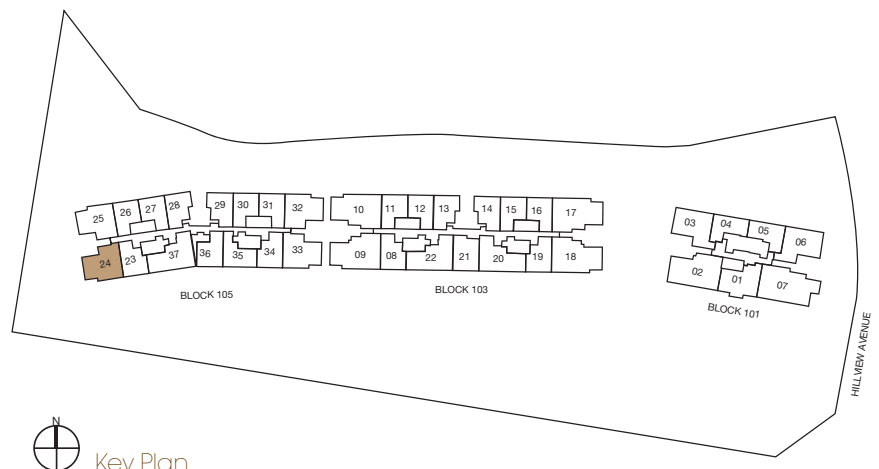 25 26 27 28 29 30 31 32 10 11 12 13 14 15 16 17 03 04 05 06
24 23 37 36 35 34 33 09 08 22 21 20 19 18 02 01 07
BLOCK 105
BLOCK 103
BLOCK 101
HILLVIEW AVENUE
N
Key Plan